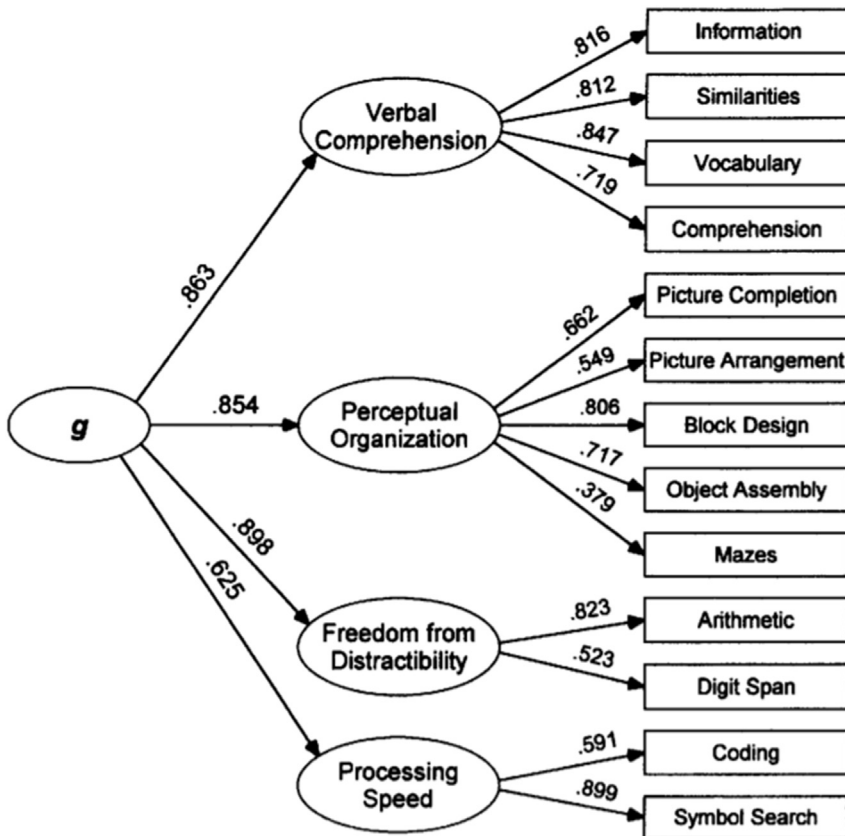 .816
Information
.812
Similarities
Verbal
Comprehension
.847
Vocabulary
.719
Comprehension
.863
.662
Picture Completion
.549
Picture Arrangement
g
.854
Perceptual
Organization
.806
Block Design
.717
Object Assembly
.379
Mazes
.898
.625
Freedom from
Distractibility
.823
Arithmetic
.523
Digit Span
Processing
Speed
.591
Coding
.899
Symbol Search